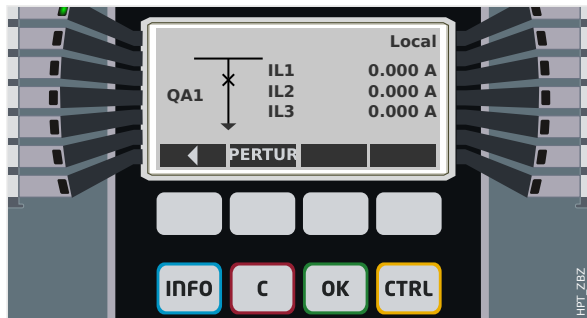 Local
IL1 0.000 A
QA1 IL2 0.000 A
IL3 0.000 A
PERTUR
INFO C OK CTRL
HPT_ZBZ